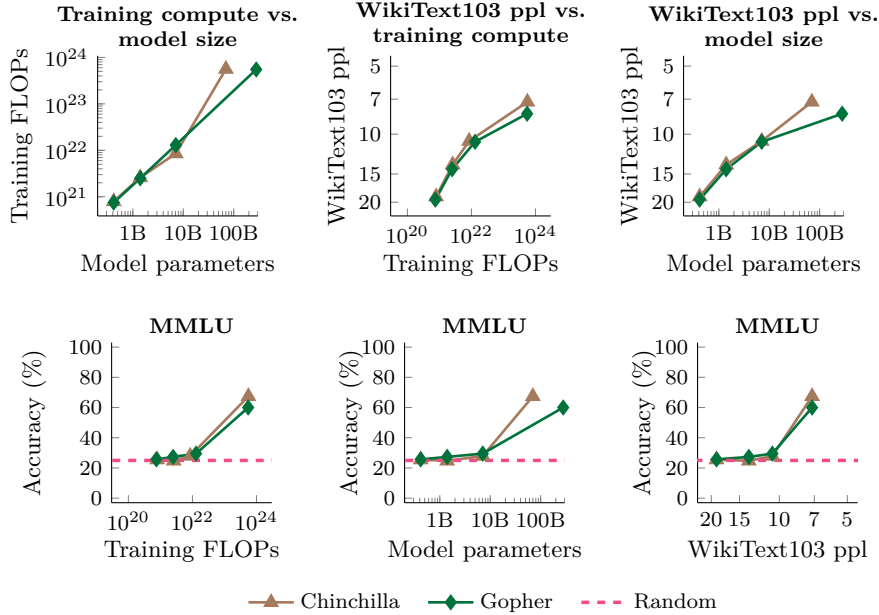 Training compute vs.
model size
Training FLOPs
10^24
10^23
10^22
10^21
1B 10B 100B
Model parameters
WikiText103 ppl vs.
training compute
WikiText103 ppl
5
7
10
15
20
10^20 10^22 10^24
Training FLOPs
WikiText103 ppl vs.
model size
WikiText103 ppl
5
7
10
15
20
1B 10B 100B
Model parameters
MMLU
Accuracy (%)
100
80
60
40
20
0
10^20 10^22 10^24
Training FLOPs
MMLU
Accuracy (%)
100
80
60
40
20
0
1B 10B 100B
Model parameters
MMLU
Accuracy (%)
100
80
60
40
20
0
20 15 10 7 5
WikiText103 ppl
Chinchilla Gopher Random